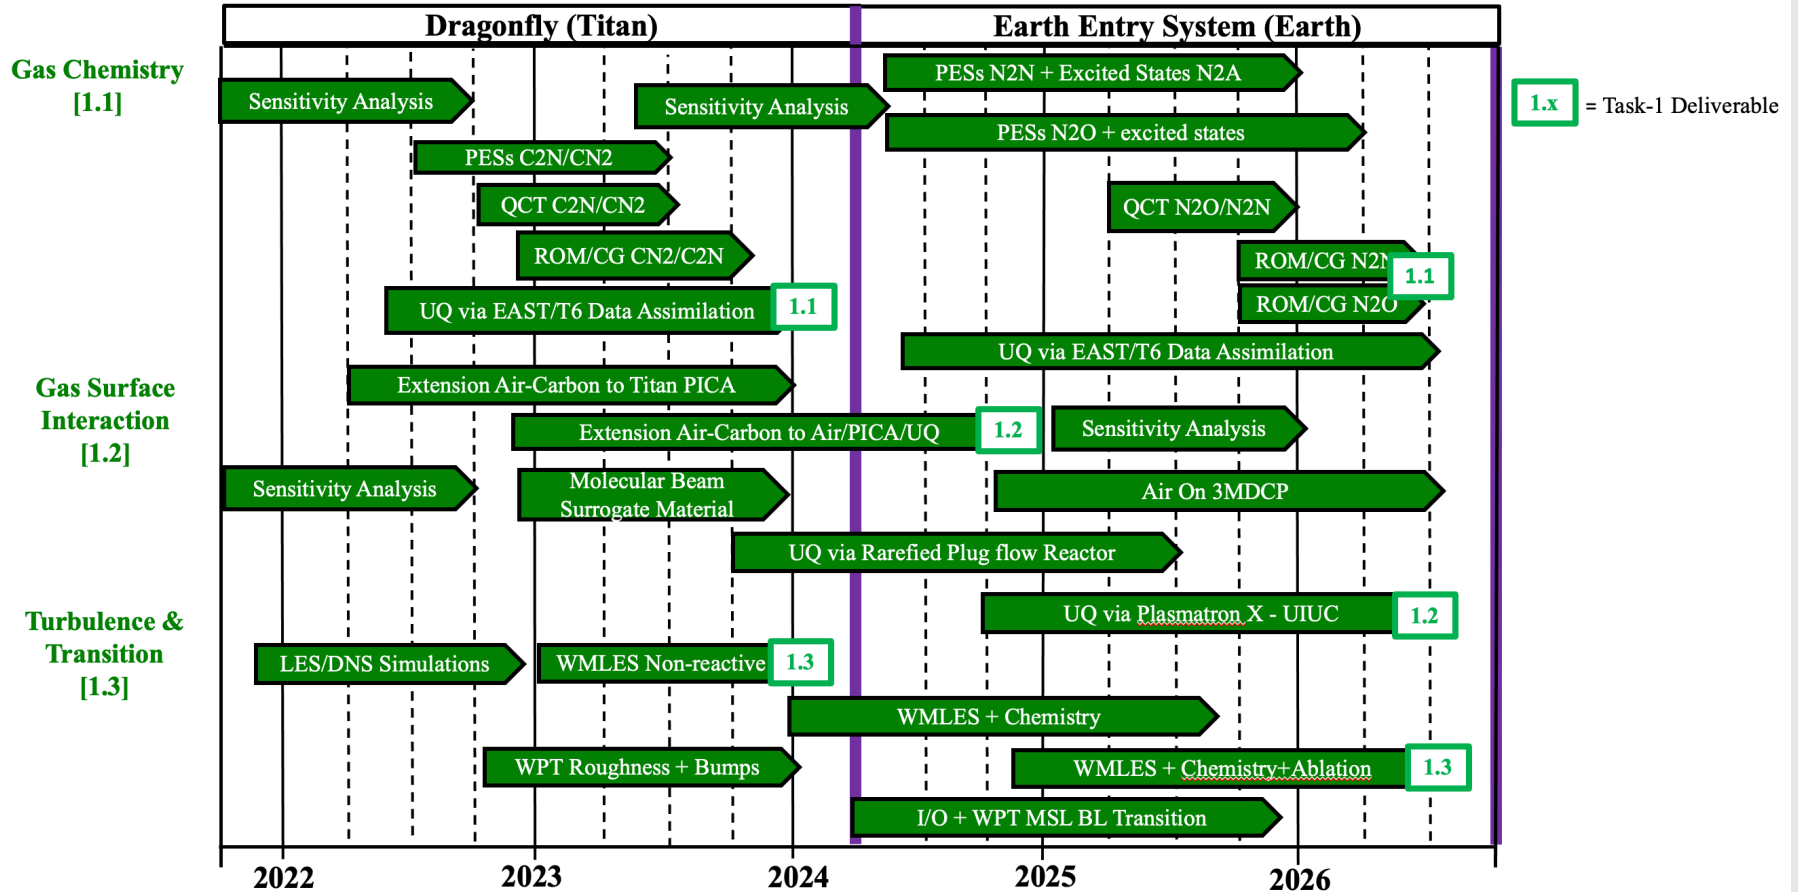 Dragonfly (Titan)
Earth Entry System (Earth)
Gas Chemistry
[1.1]
Sensitivity Analysis
Sensitivity Analysis
PESs N2N + Excited States N2A
PESs N2O + excited states
1.x
= Task-1 Deliverable
PESs C2N/CN2
QCT C2N/CN2
QCT N2O/N2N
ROM/CG CN2/C2N
ROM/CG N2N
1.1
ROM/CG N2O
UQ via EAST/T6 Data Assimilation
1.1
UQ via EAST/T6 Data Assimilation
Gas Surface
Interaction
[1.2]
Extension Air-Carbon to Titan PICA
Extension Air-Carbon to Air/PICA/UQ
1.2
Sensitivity Analysis
Sensitivity Analysis
Molecular Beam
Surrogate Material
Air On 3MDCP
UQ via Rarefied Plug flow Reactor
UQ via Plasmatron X - UIUC
1.2
Turbulence &
Transition
[1.3]
LES/DNS Simulations
WMLES Non-reactive
1.3
WMLES + Chemistry
WPT Roughness + Bumps
WMLES + Chemistry+Ablation
1.3
I/O + WPT MSL BL Transition
2022
2023
2024
2025
2026